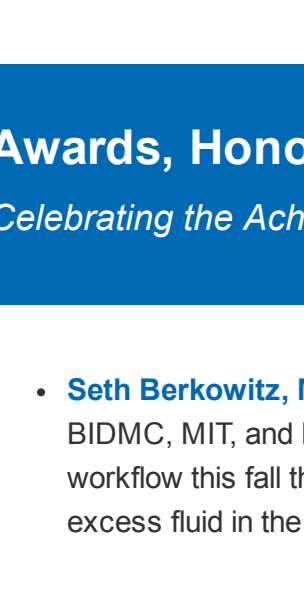 Awards, Hono
Celebrating the Ach
• Seth Berkowitz,
BIDMC, MIT, and
workflow this fall th
excess fluid in the